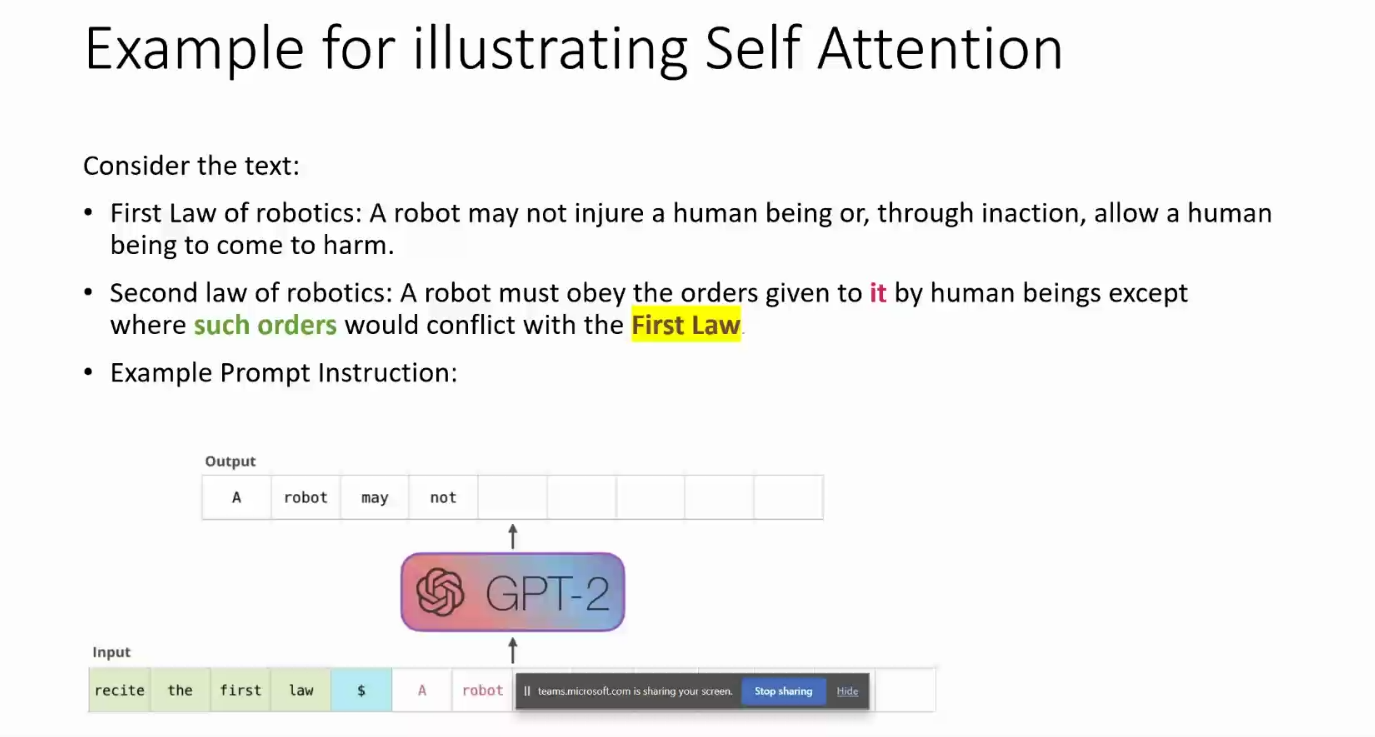 Example for illustrating Self Attention
Consider the text:
• First Law of robotics: A robot may not injure a human being or, through inaction, allow a human
being to come to harm.
• Second law of robotics: A robot must obey the orders given to it by human beings except
where such orders would conflict with the First Law.
• Example Prompt Instruction:
Output
A robot may not
GPT-2
Input
recite the first law $ A robot
teams.microsoft.com is sharing your screen. Stop sharing Hide